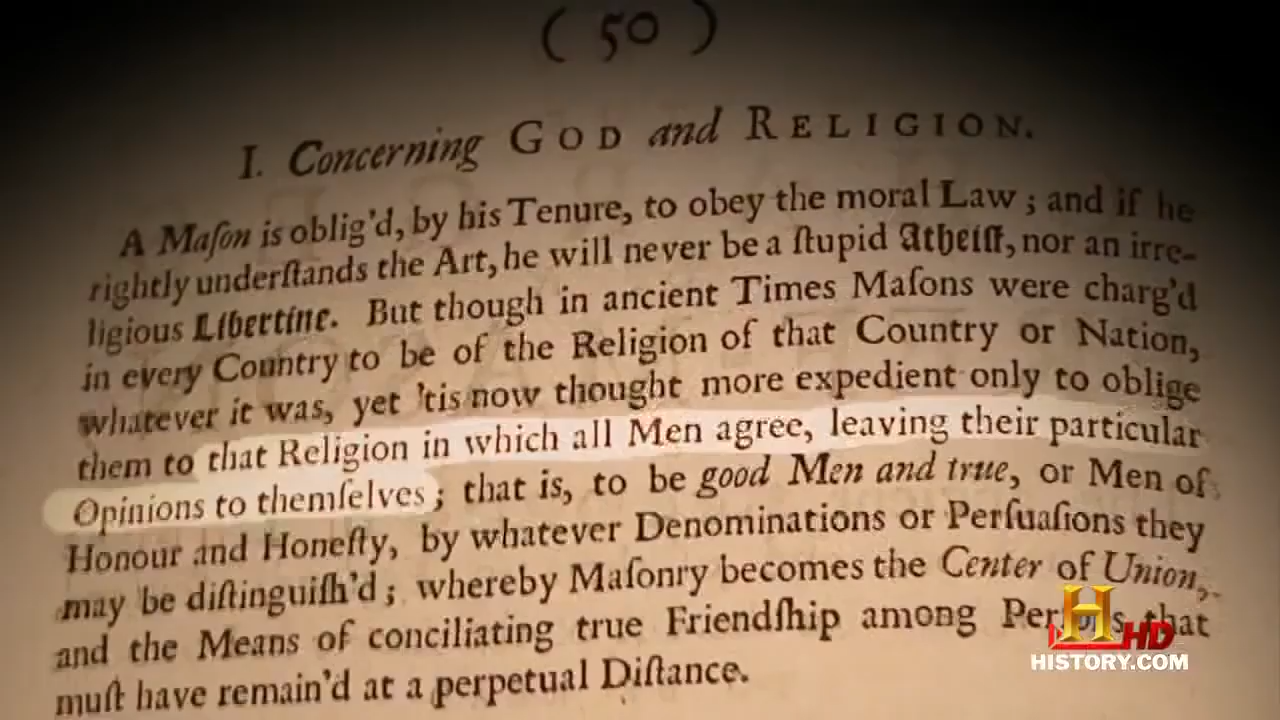 ( 50 )
I. Concerning GOD and RELIGION.
A Maſon is oblig'd, by his Tenure, to obey the moral Law ; and if he
rightly underſtands the Art, he will never be a ſtupid Atheiſt, nor an irre-
ligious Libertine. But though in ancient Times Maſons were charg'd
in every Country to be of the Religion of that Country or Nation,
whatever it was, yet 'tis now thought more expedient only to oblige
them to that Religion in which all Men agree, leaving their particular
Opinions to themſelves ; that is, to be good Men and true, or Men of
Honour and Honeſty, by whatever Denominations or Perſuaſions they
may be diſtinguiſh'd ; whereby Maſonry becomes the Center of Union,
and the Means of conciliating true Friendſhip among that
muſt have remain'd at a perpetual Diſtance.
H
HD
HISTORY.COM